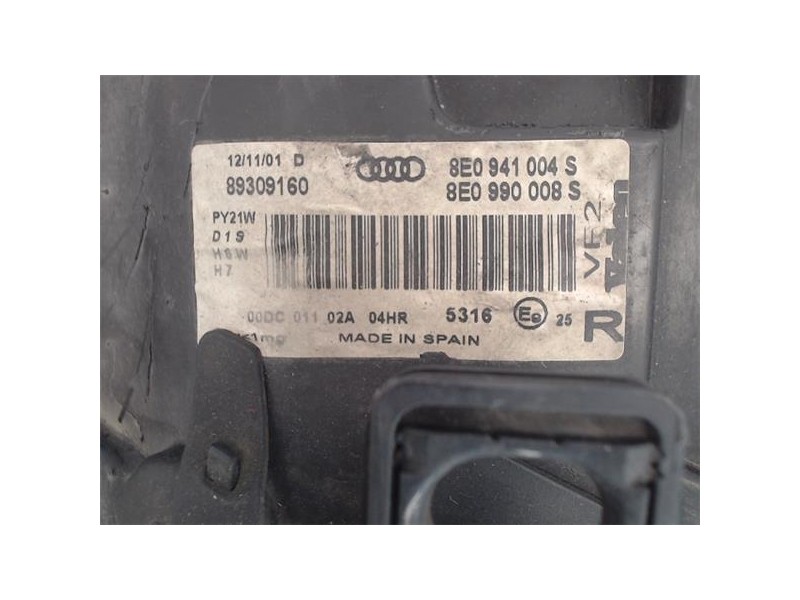 12/11/01 D
8E0 941 004 S
89309160
8E0 990 008 S
PY21W
D1S
H6W
H7
VF2
00DC 011 02A 04HR
5316
E9
25
R
MADE IN SPAIN